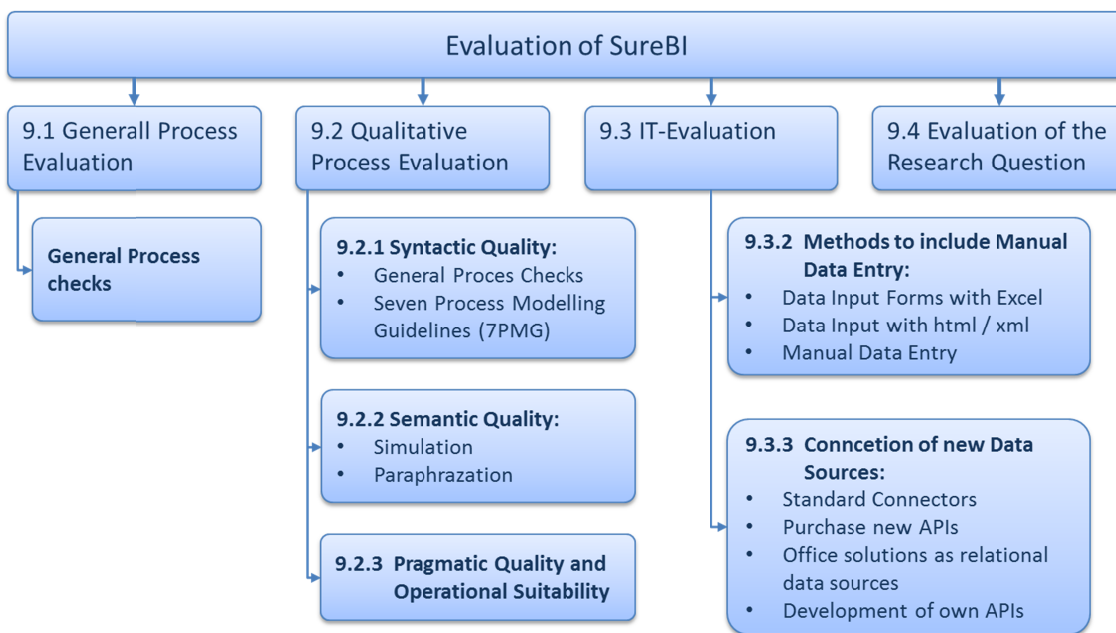 Evaluation of SureBI
9.1 Generall Process
Evaluation
General Process
checks
9.2 Qualitative
Process Evaluation
9.2.1 Syntactic Quality:
• General Proces Checks
• Seven Process Modelling
Guidelines (7PMG)
9.2.2 Semantic Quality:
• Simulation
• Paraphrazation
9.2.3 Pragmatic Quality and
Operational Suitability
9.3 IT-Evaluation
9.3.2 Methods to include Manual
Data Entry:
• Data Input Forms with Excel
• Data Input with html / xml
• Manual Data Entry
9.3.3 Conncetion of new Data
Sources:
• Standard Connectors
• Purchase new APIs
• Office solutions as relational
data sources
• Development of own APIs
9.4 Evaluation of the
Research Question